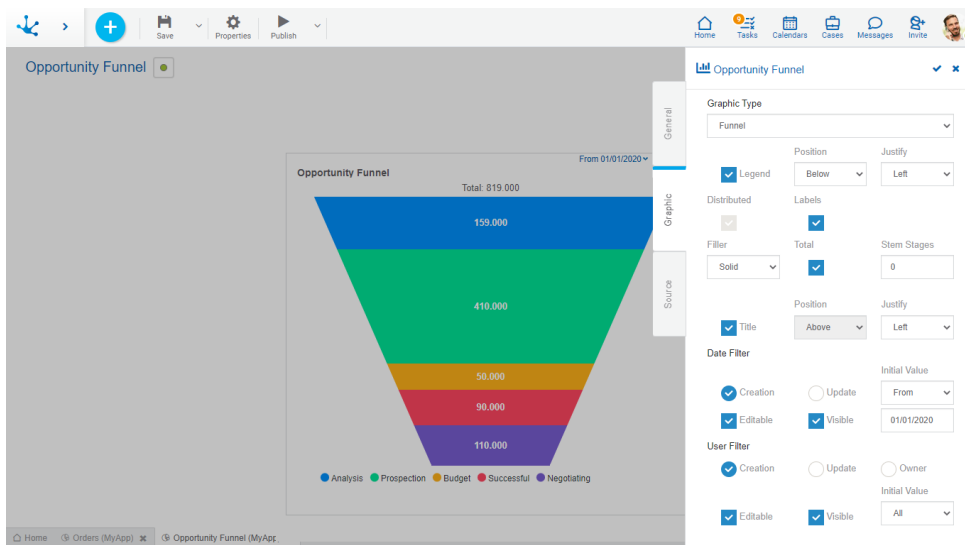 Save
Properties
Publish
Home
9
Tasks
Calendars
Cases
Messages
Invite
Opportunity Funnel
From 01/01/2020
Opportunity Funnel
Total: 819.000
159.000
410.000
50.000
90.000
110.000
Analysis Prospection Budget Successful Negotiating
General
Graphic
Source
Opportunity Funnel
Graphic Type
Funnel
Position Justify
Legend Below Left
Distributed Labels
Filler Total Stem Stages
Solid 0
Position Justify
Title Above Left
Date Filter
Initial Value
Creation Update From
Editable Visible 01/01/2020
User Filter
Creation Update Owner
Initial Value
Editable Visible All
Home Orders (MyApp) Opportunity Funnel (MyApp